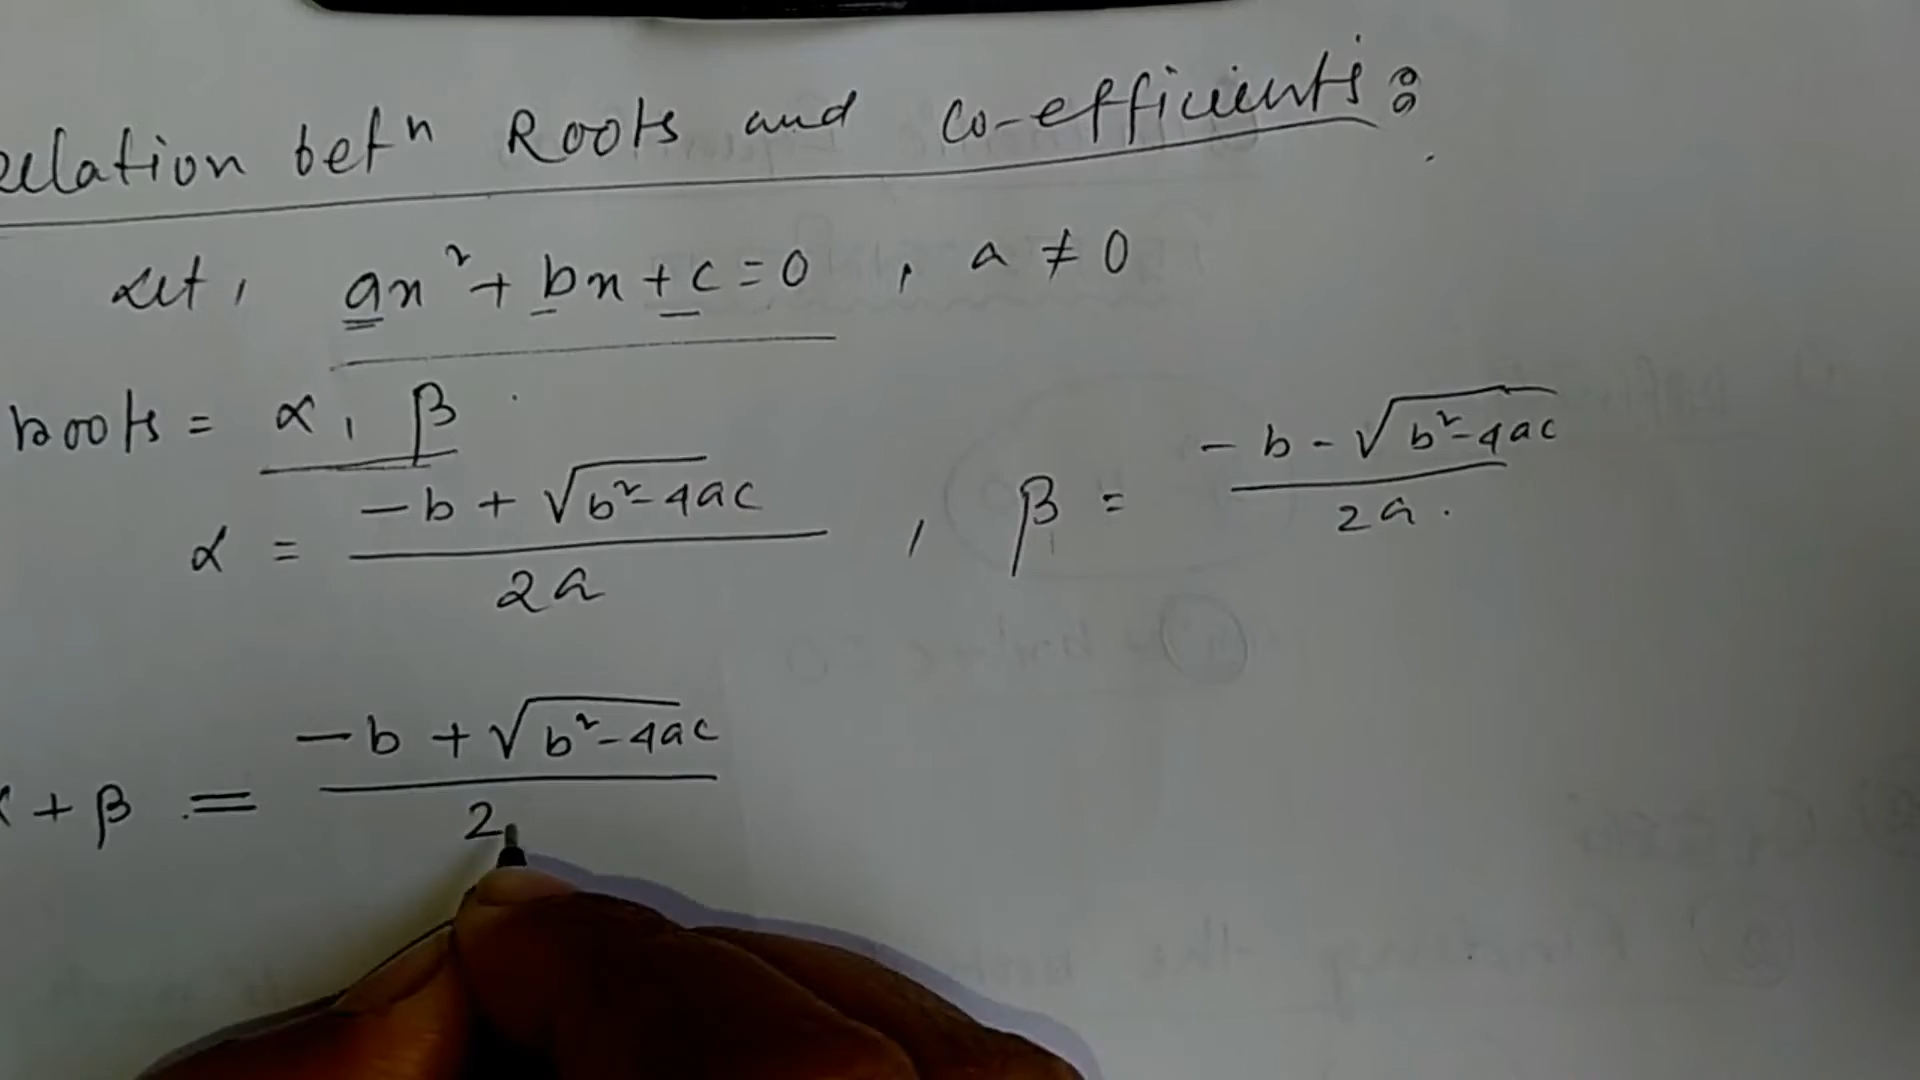 elation betn Roots and co-efficients:
Let, ax²+bx+c=0, a≠0
roots = α, β
α = (-b+√(b²-4ac))/2a, β = (-b-√(b²-4ac))/2a.
α+β = (-b+√(b²-4ac))/2